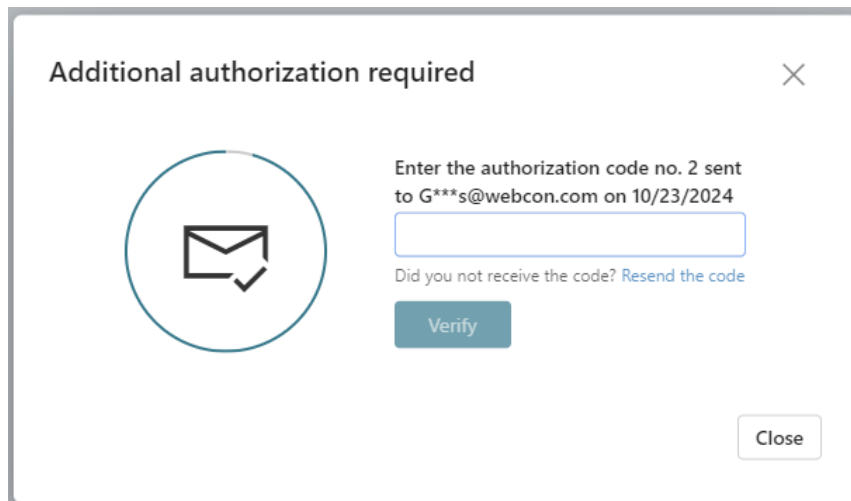 Additional authorization required
Enter the authorization code no. 2 sent
to G***s@webcon.com on 10/23/2024
Did you not receive the code? Resend the code
Verify
Close